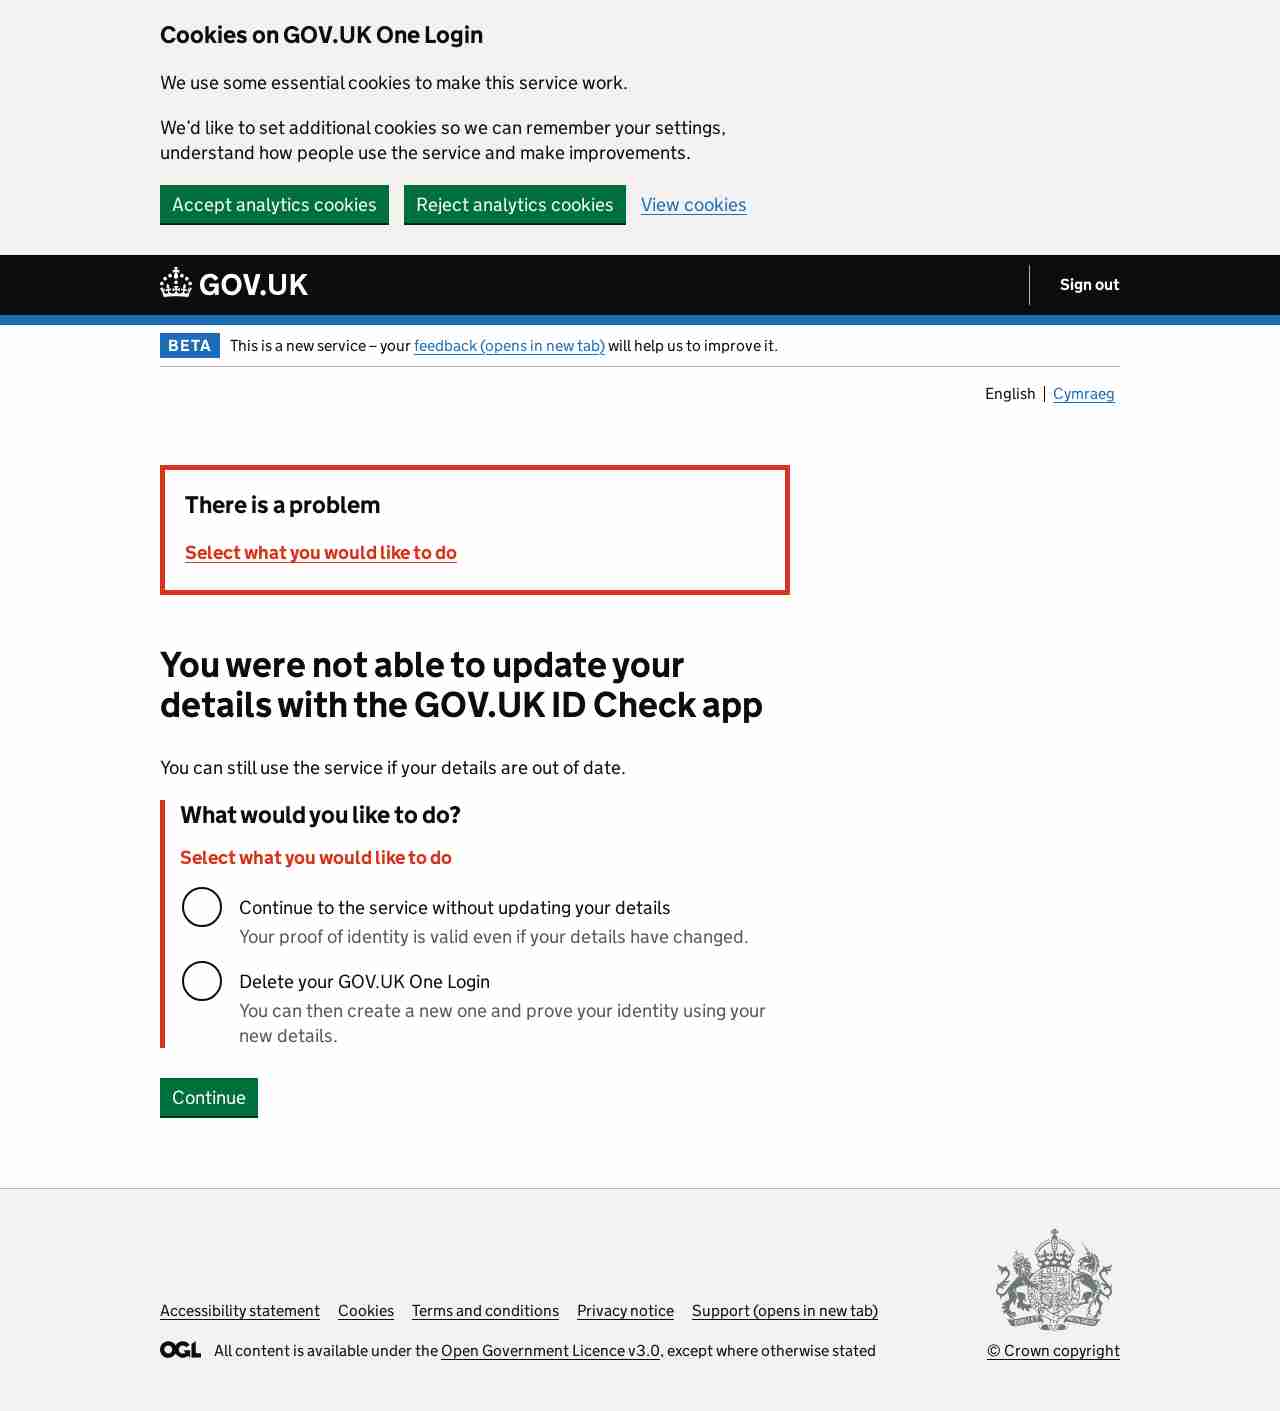 Cookies on GOV.UK One Login
We use some essential cookies to make this service work.
We’d like to set additional cookies so we can remember your settings,
understand how people use the service and make improvements.
Accept analytics cookies
Reject analytics cookies
View cookies
GOV.UK
Sign out
BETA
This is a new service – your feedback (opens in new tab) will help us to improve it.
English
Cymraeg
There is a problem
Select what you would like to do
You were not able to update your
details with the GOV.UK ID Check app
You can still use the service if your details are out of date.
What would you like to do?
Select what you would like to do
Continue to the service without updating your details
Your proof of identity is valid even if your details have changed.
Delete your GOV.UK One Login
You can then create a new one and prove your identity using your
new details.
Continue
Accessibility statement
Cookies
Terms and conditions
Privacy notice
Support (opens in new tab)
OGL
All content is available under the Open Government Licence v3.0, except where otherwise stated
© Crown copyright